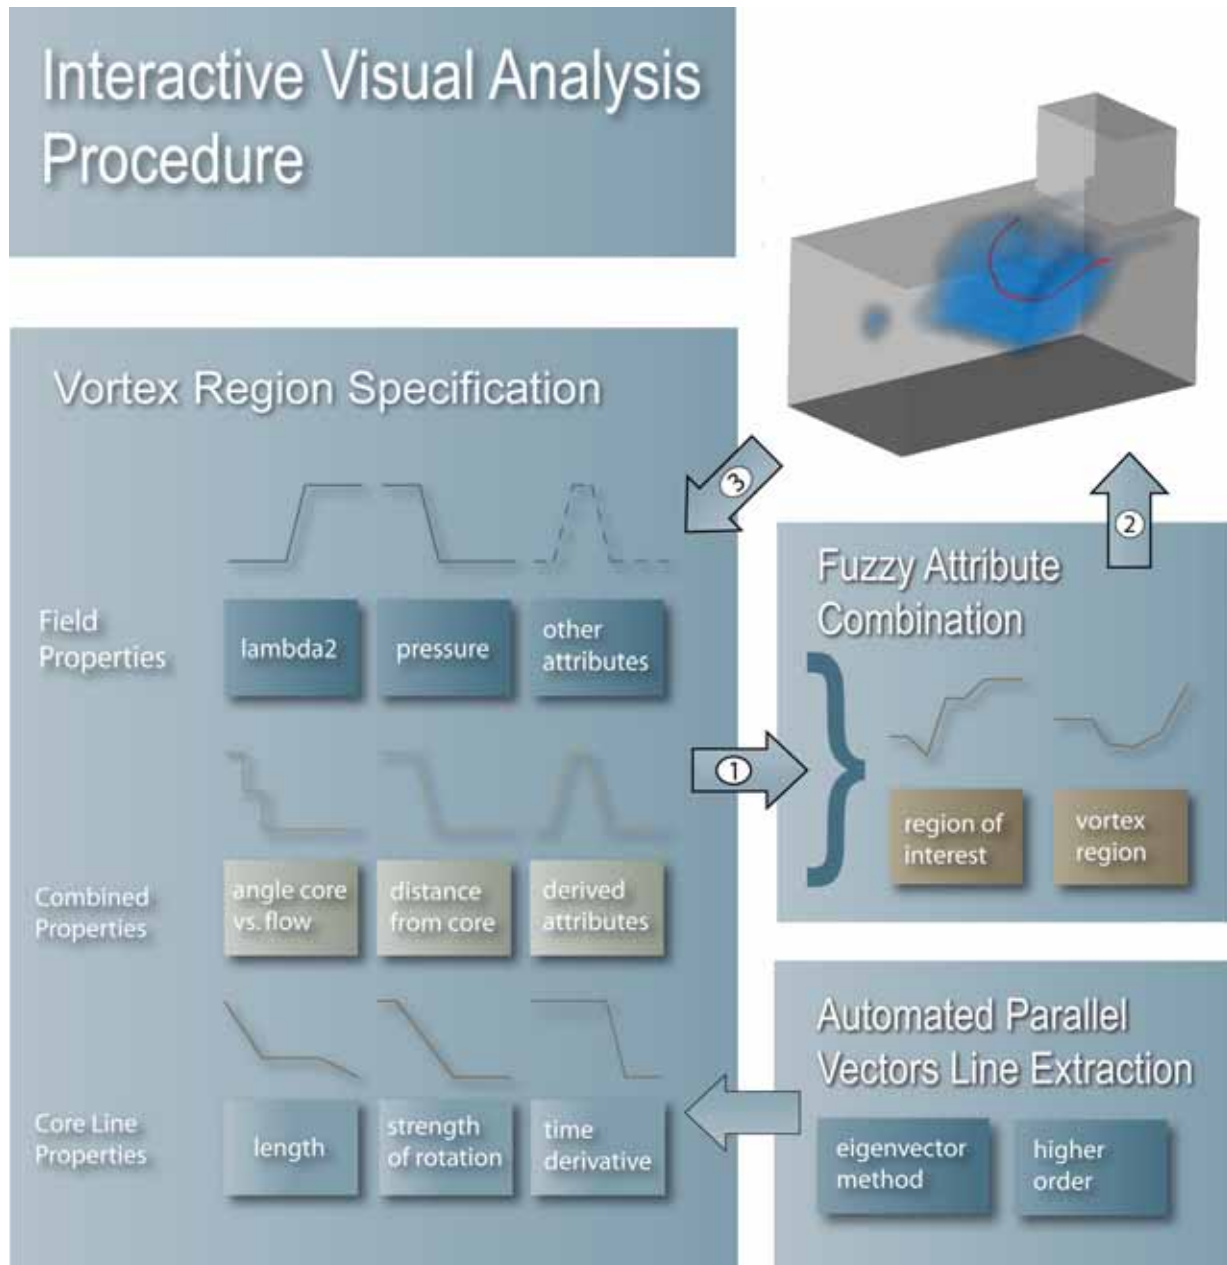 Interactive Visual Analysis
Procedure
Vortex Region Specification
Field
Properties
lambda2
pressure
other
attributes
Combined
Properties
angle core
vs. flow
distance
from core
derived
attributes
Core Line
Properties
length
strength
of rotation
time
derivative
3
1
2
Fuzzy Attribute
Combination
}
region of
interest
vortex
region
Automated Parallel
Vectors Line Extraction
eigenvector
method
higher
order